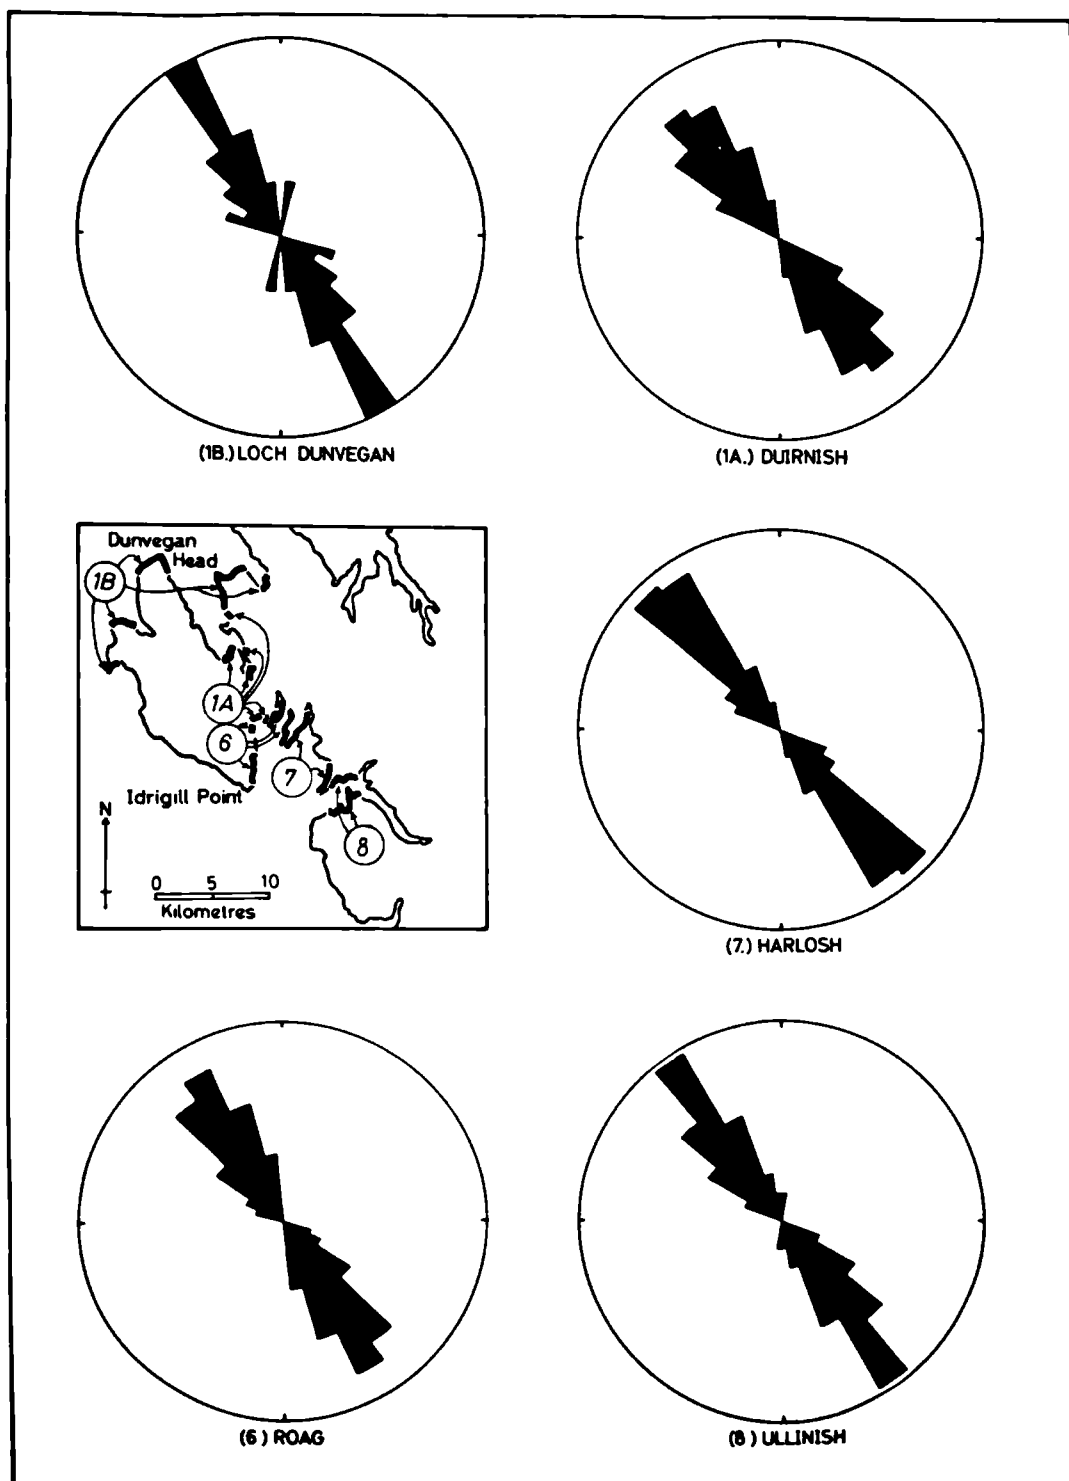 (1B.) LOCH DUNVEGAN
(1A.) DUIRNISH
Dunvegan
Head
1B
1A
6
7
Idrigill Point
N
8
0 5 10
Kilometres
(7.) HARLOSH
(6) ROAG
(8) ULLINISH